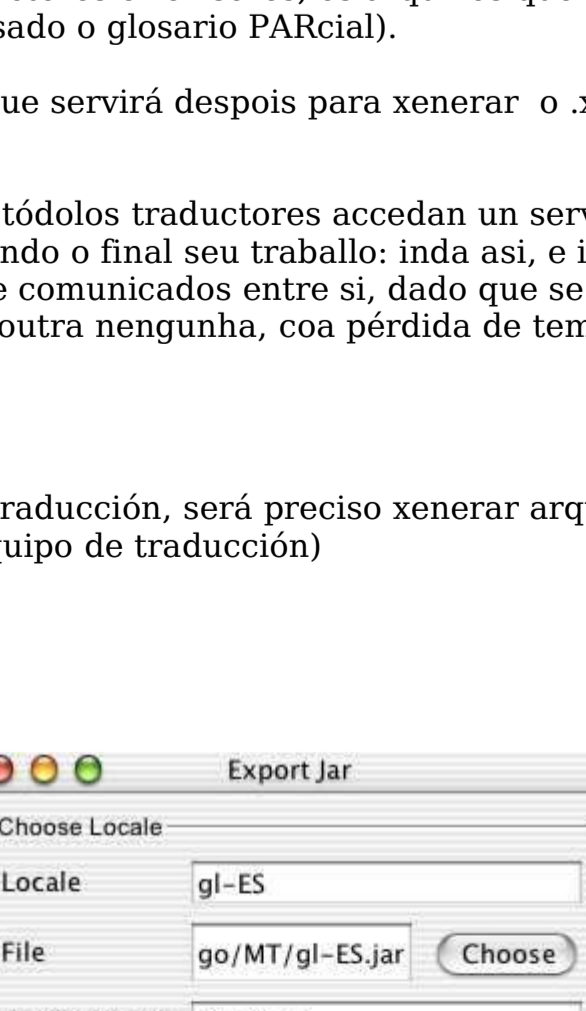 sado o glosario PARcial).
ue servirá despois para xenerar o .x
tódolos traductores accedan un serv
ndo o final seu traballo: inda asi, e i
e comunicados entre si, dado que se
outra nengunha, coa pérdida de tem
raducción, será preciso xenerar arqu
quipo de traducción)
Export Jar
Choose Locale
Locale gl-ES
File go/MT/gl-ES.jar Choose